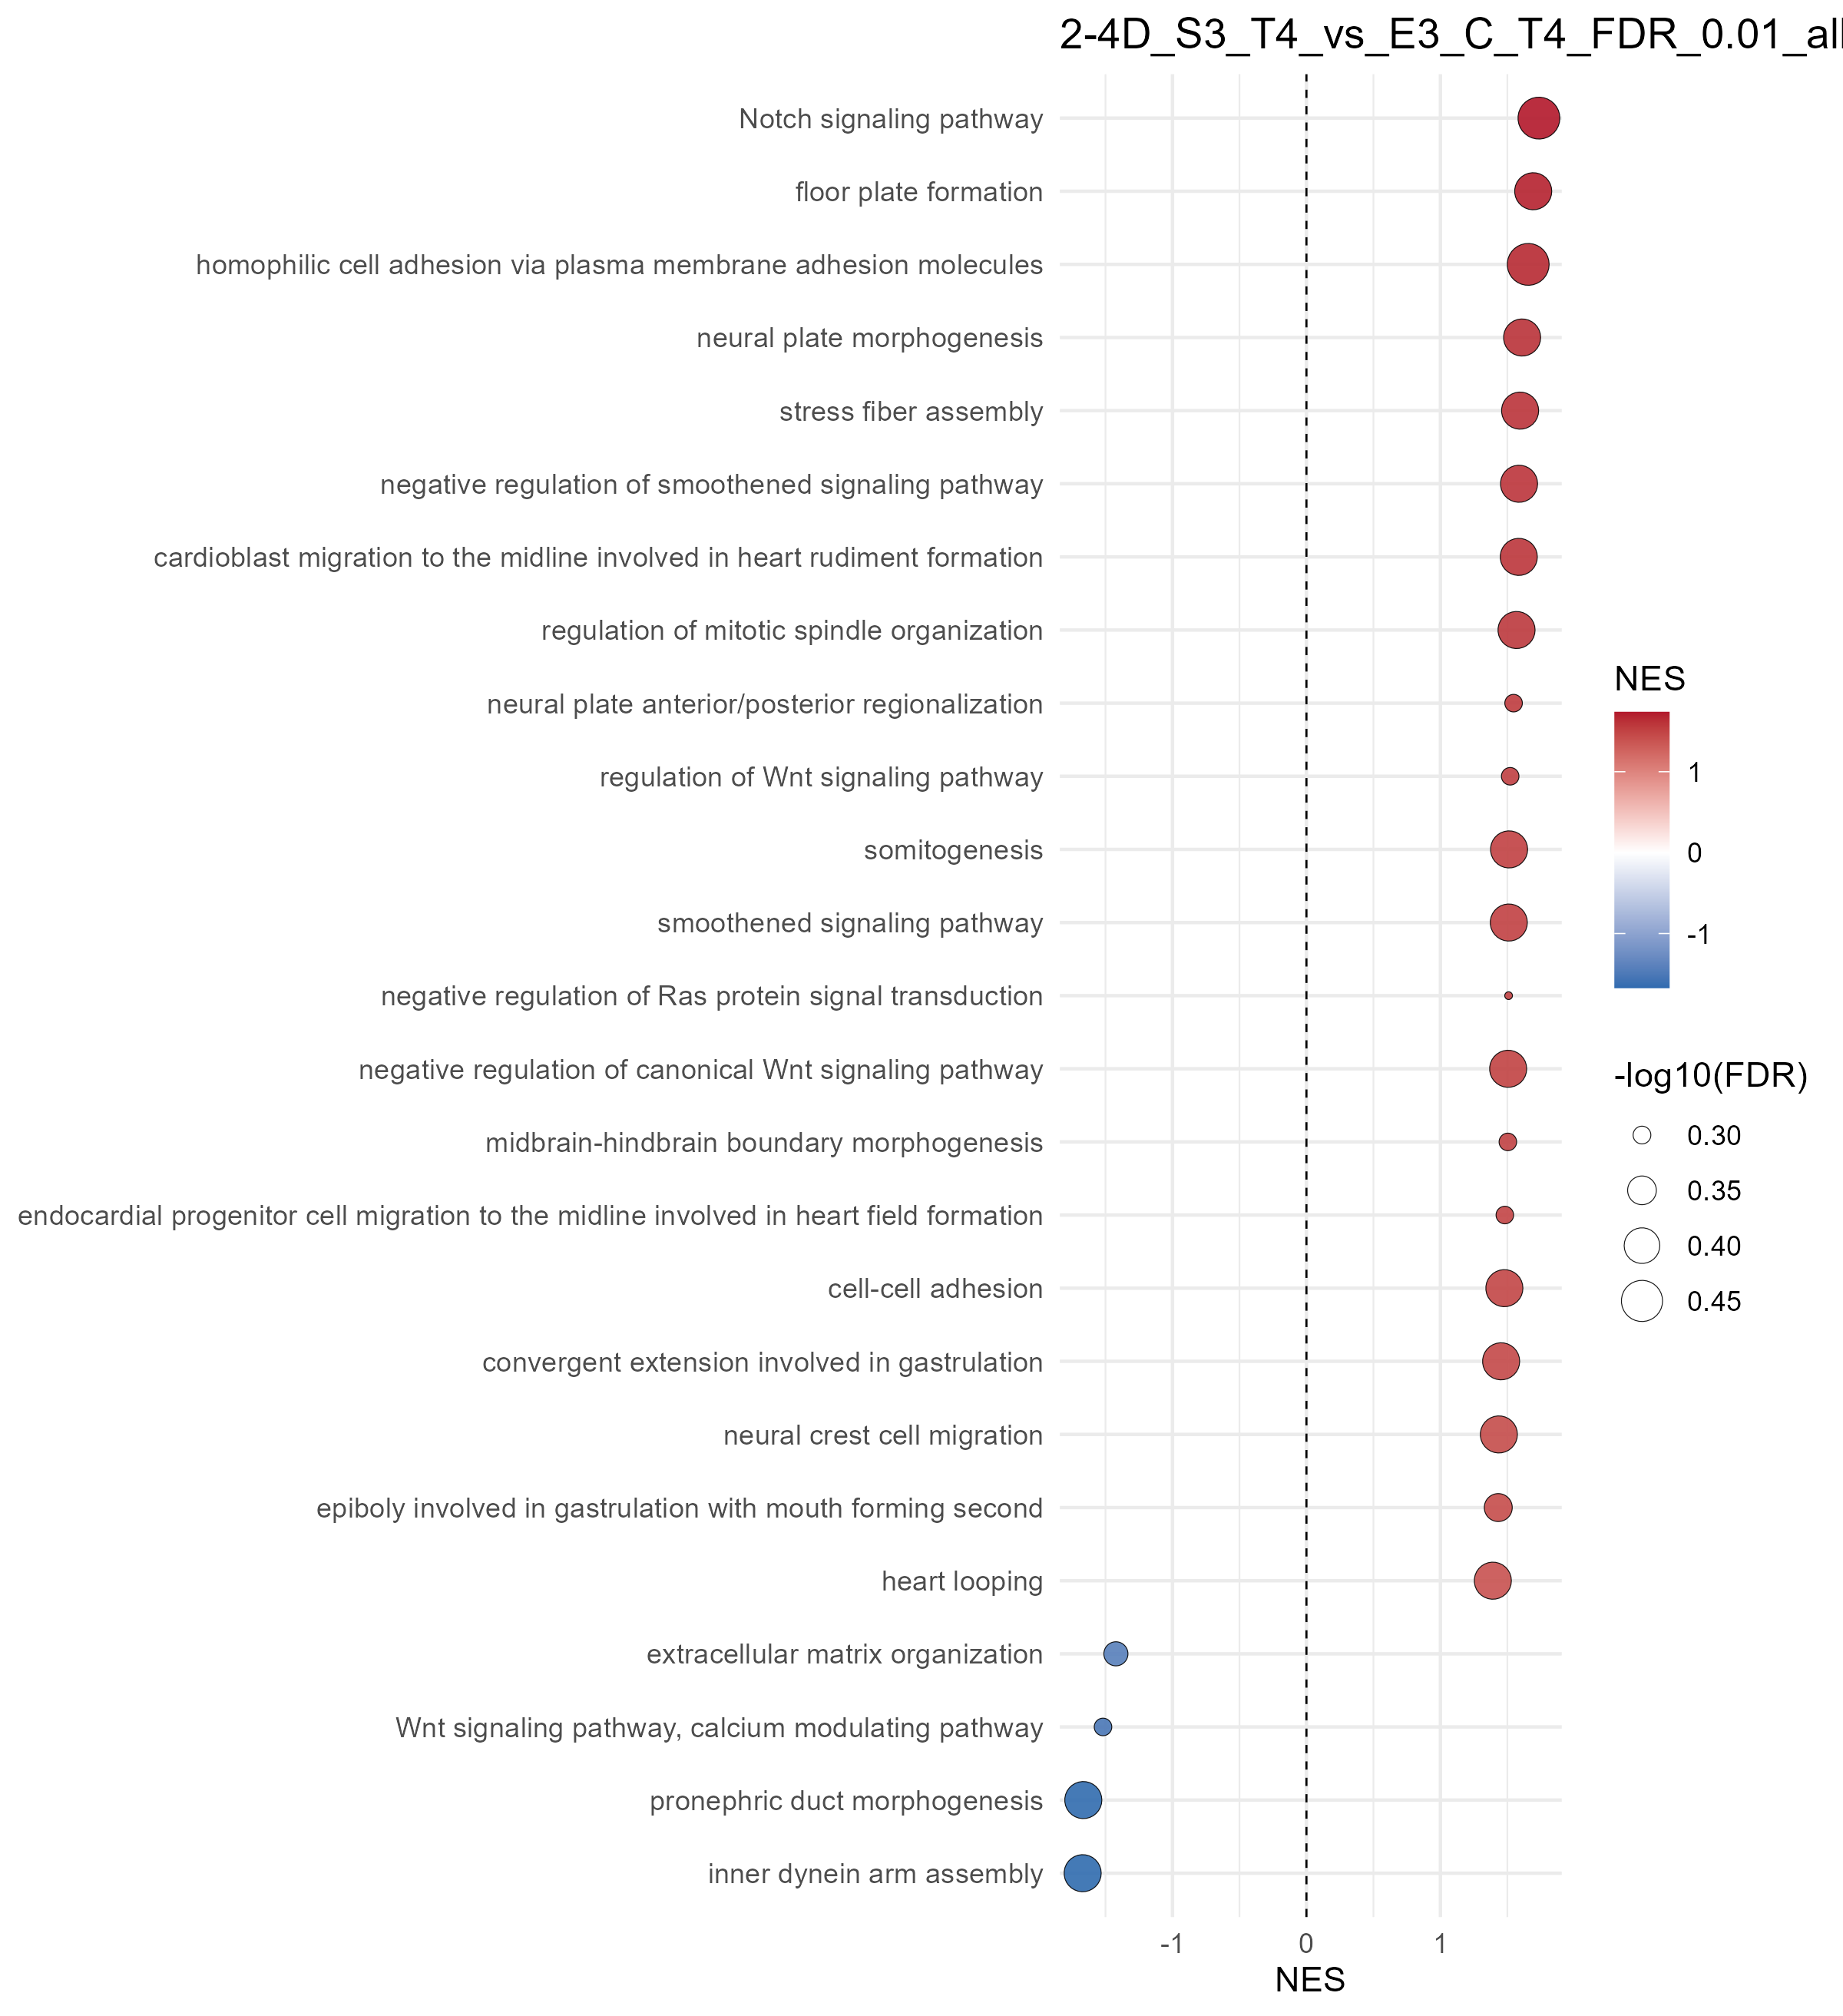 2-4D_S3_T4_vs_E3_C_T4_FDR_0.01_all
Notch signaling pathway
floor plate formation
homophilic cell adhesion via plasma membrane adhesion molecules
neural plate morphogenesis
stress fiber assembly
negative regulation of smoothened signaling pathway
cardioblast migration to the midline involved in heart rudiment formation
regulation of mitotic spindle organization
neural plate anterior/posterior regionalization
regulation of Wnt signaling pathway
somitogenesis
smoothened signaling pathway
negative regulation of Ras protein signal transduction
negative regulation of canonical Wnt signaling pathway
midbrain-hindbrain boundary morphogenesis
endocardial progenitor cell migration to the midline involved in heart field formation
cell-cell adhesion
convergent extension involved in gastrulation
neural crest cell migration
epiboly involved in gastrulation with mouth forming second
heart looping
extracellular matrix organization
Wnt signaling pathway, calcium modulating pathway
pronephric duct morphogenesis
inner dynein arm assembly
-1 0 1
NES
NES
1
0
-1
-log10(FDR)
0.30
0.35
0.40
0.45